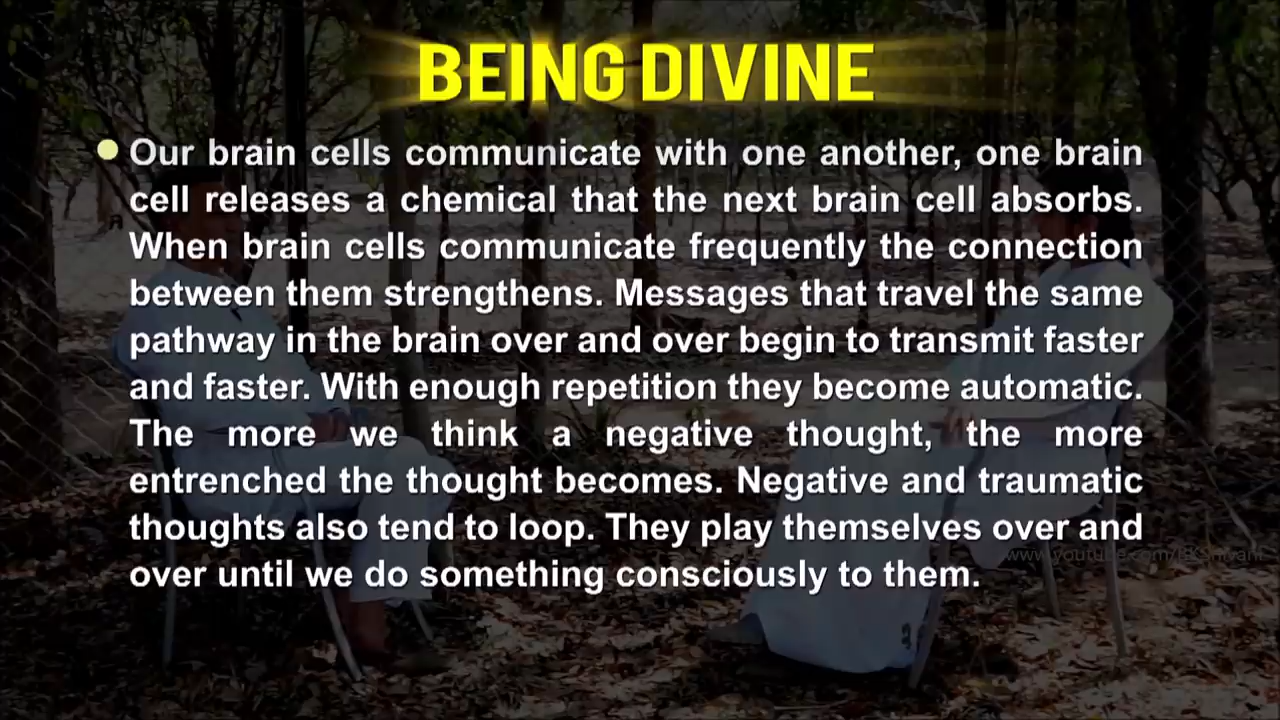 BEING DIVINE
Our brain cells communicate with one another, one brain
cell releases a chemical that the next brain cell absorbs.
When brain cells communicate frequently the connection
between them strengthens. Messages that travel the same
pathway in the brain over and over begin to transmit faster
and faster. With enough repetition they become automatic.
The more we think a negative thought, the more
entrenched the thought becomes. Negative and traumatic
thoughts also tend to loop. They play themselves over and
over until we do something consciously to them.
www.youtube.com/BKShivani